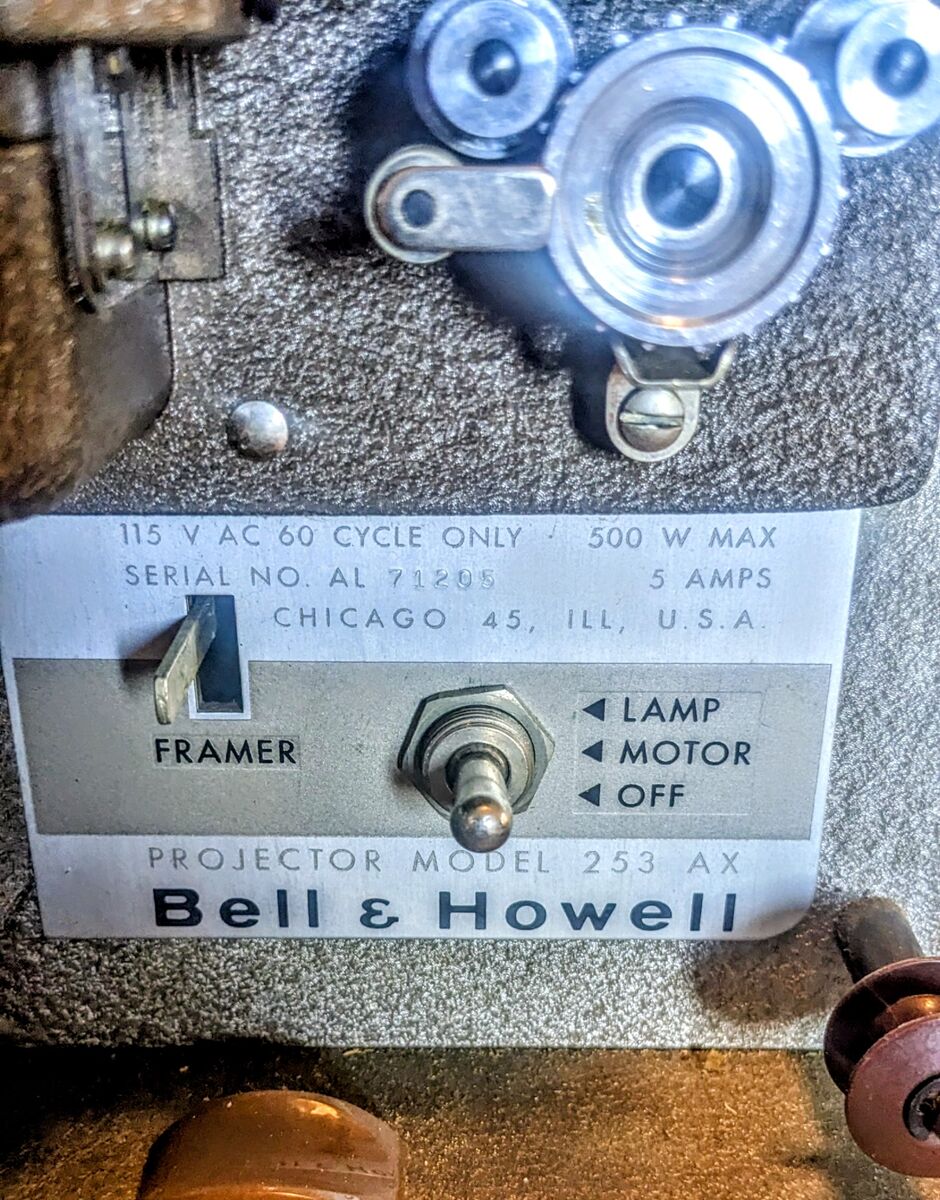 115 V AC 60 CYCLE ONLY 500 W MAX
SERIAL NO. AL 71205 5 AMPS
CHICAGO 45, ILL, U.S.A.
◄ LAMP
FRAMER ◄ MOTOR
◄ OFF
PROJECTOR MODEL 253 AX
Bell & Howell